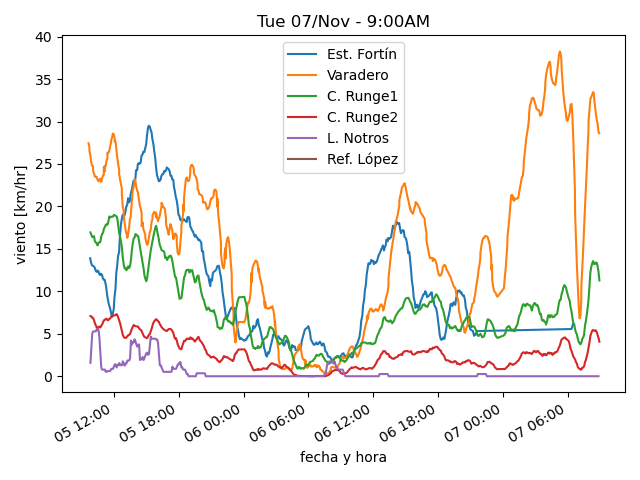 Tue 07/Nov - 9:00AM
Est. Fortín
Varadero
C. Runge1
C. Runge2
L. Notros
Ref. López
viento [km/hr]
40
35
30
25
20
15
10
5
0
05 12:00
05 18:00
06 00:00
06 06:00
06 12:00
06 18:00
07 00:00
07 06:00
fecha y hora